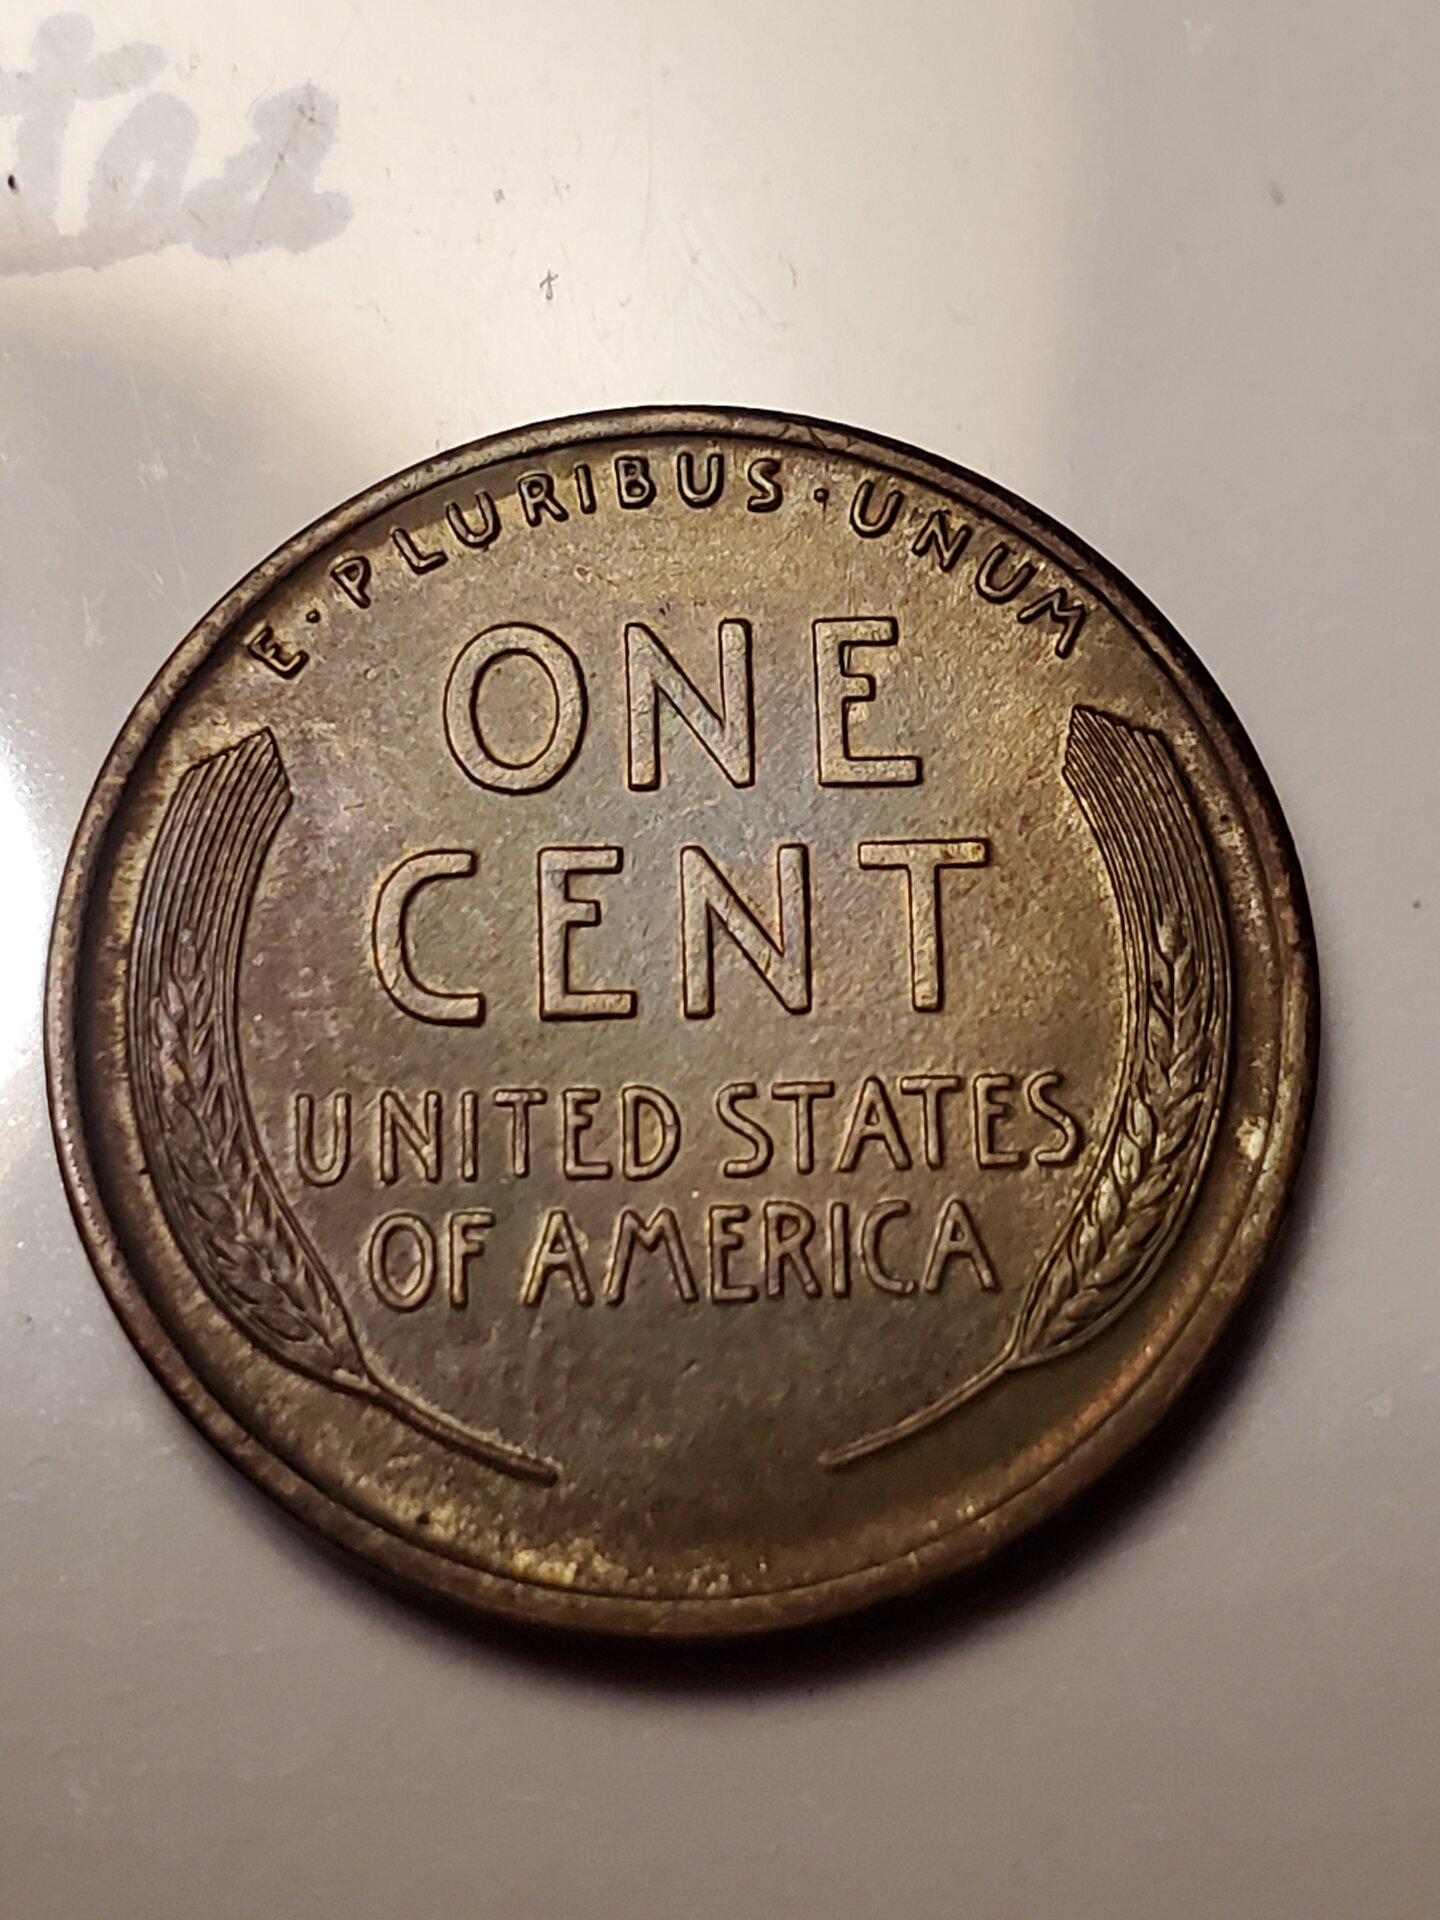 E·PLURIBUS·UNUM
ONE
CENT
UNITED STATES
OF AMERICA